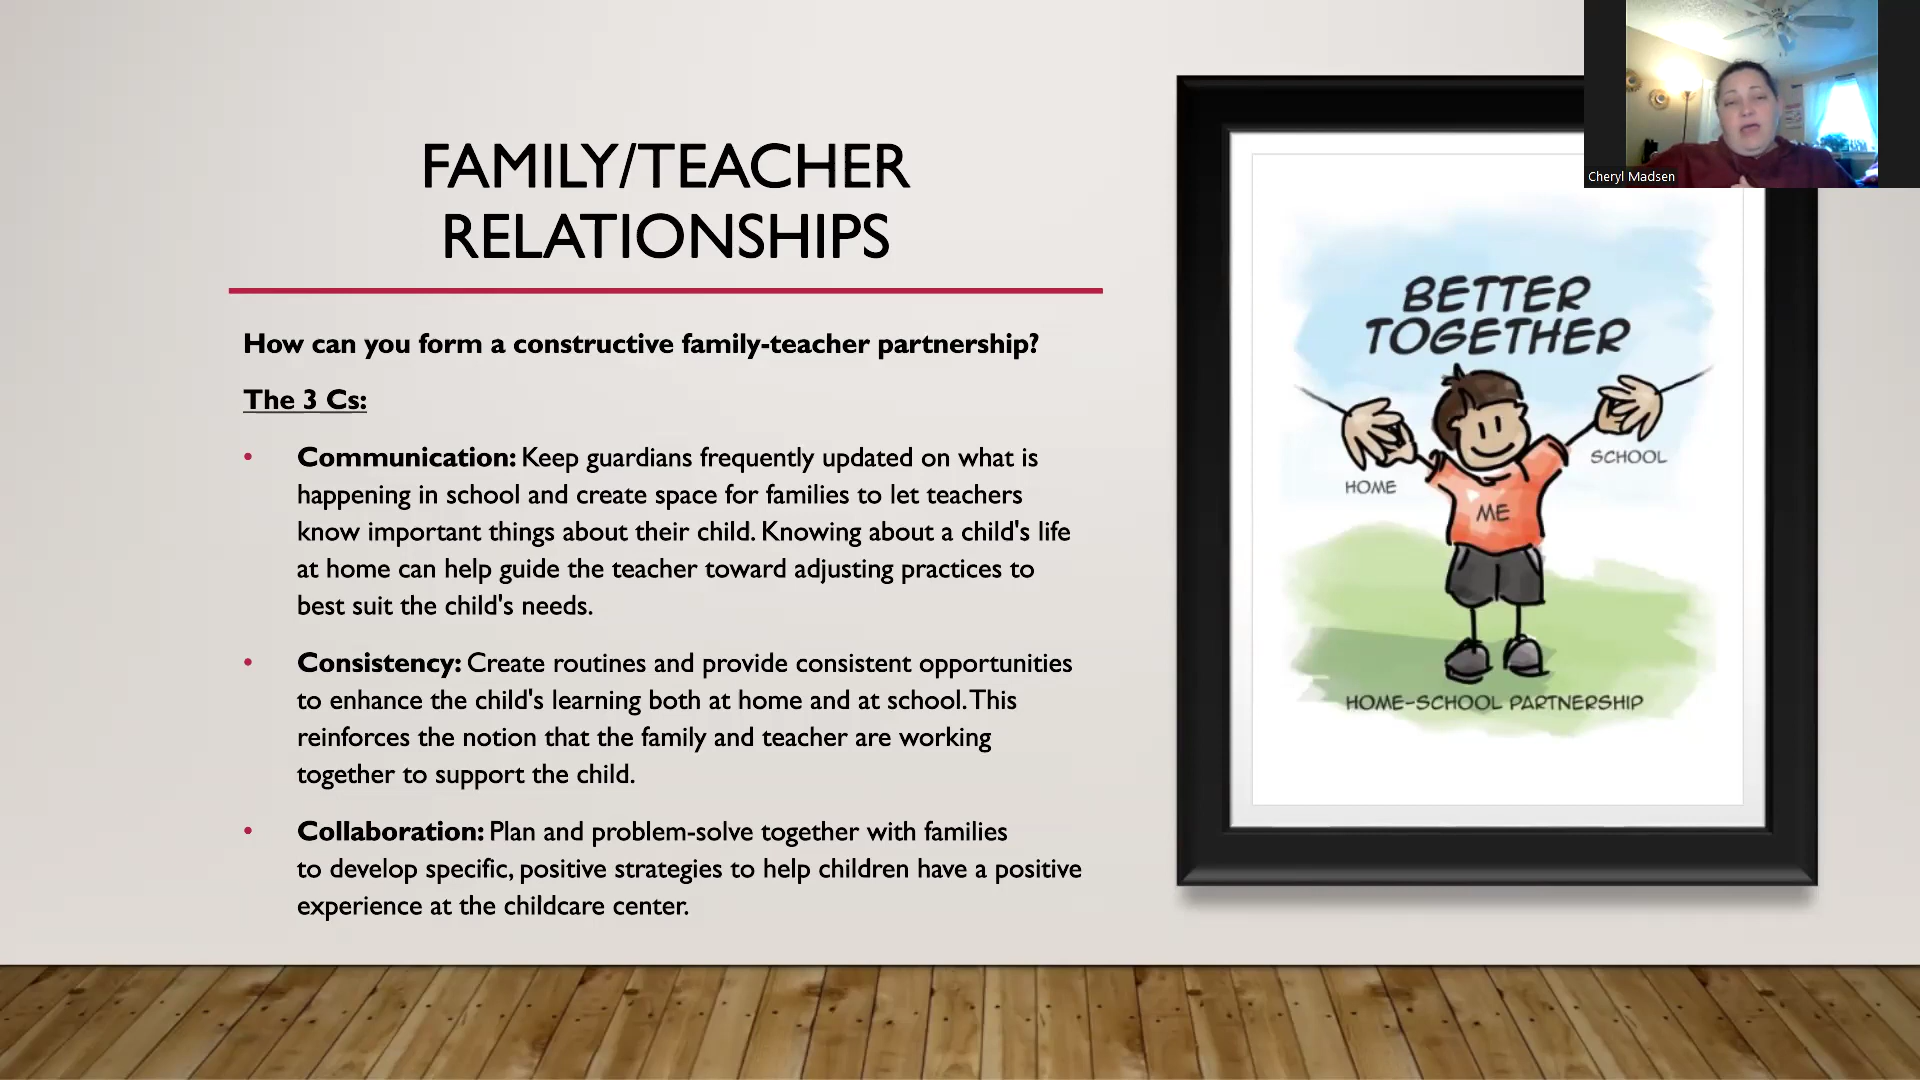 FAMILY/TEACHER
RELATIONSHIPS
How can you form a constructive family-teacher partnership?
The 3 Cs:
• Communication: Keep guardians frequently updated on what is
happening in school and create space for families to let teachers
know important things about their child. Knowing about a child's life
at home can help guide the teacher toward adjusting practices to
best suit the child's needs.
• Consistency: Create routines and provide consistent opportunities
to enhance the child's learning both at home and at school. This
reinforces the notion that the family and teacher are working
together to support the child.
• Collaboration: Plan and problem-solve together with families
to develop specific, positive strategies to help children have a positive
experience at the childcare center.
BETTER
TOGETHER
HOME
SCHOOL
ME
HOME-SCHOOL PARTNERSHIP
Cheryl Madsen